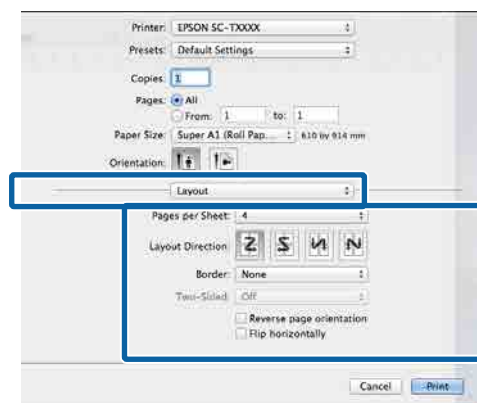 Printer: EPSON SC-TXXXX
Presets: Default Settings
Copies: 1
Pages: All
From: 1 to: 1
Paper Size: Super A1 (Roll Pap... 610 by 914 mm
Orientation:
Layout
Pages per Sheet: 4
Layout Direction
Border: None
Two-Sided: Off
Reverse page orientation
Flip horizontally
Cancel Print